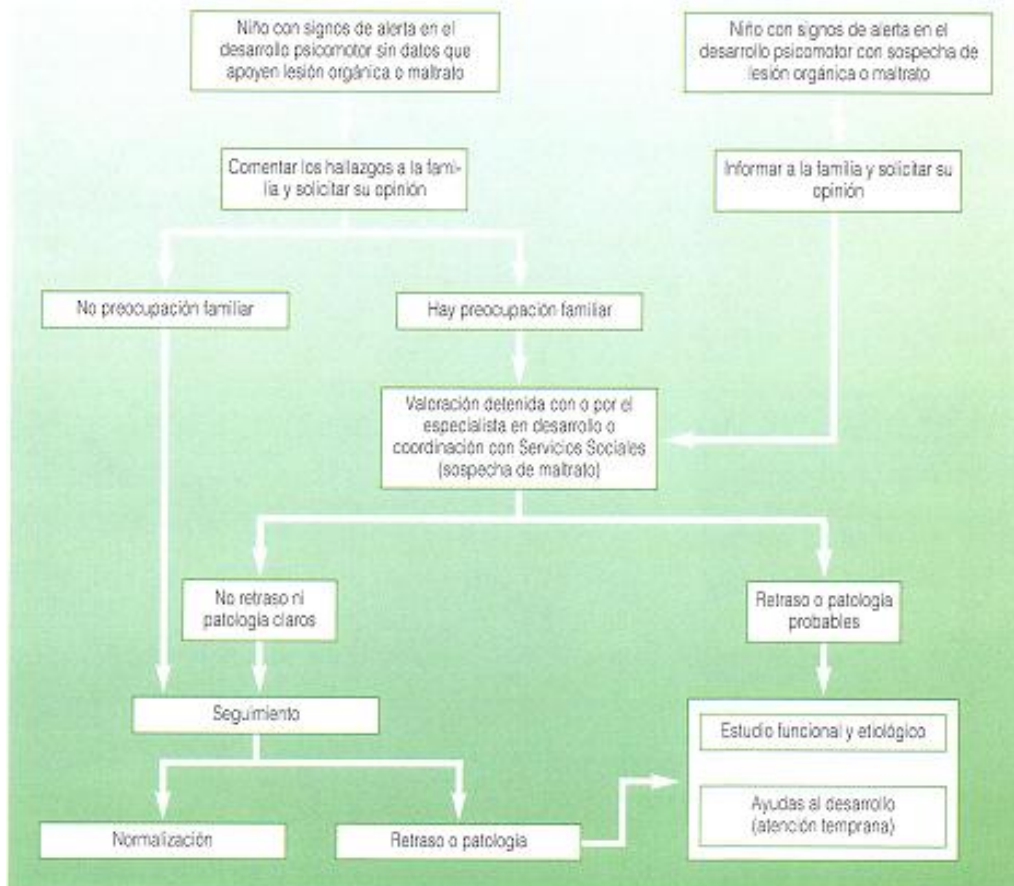 Niño con signos de alerta en el
desarrollo psicomotor sin datos que
apoyen lesión orgánica o maltrato
Niño con signos de alerta en el
desarrollo psicomotor con sospecha de
lesión orgánica o maltrato
Comentar los hallazgos a la fami-
lia y solicitar su opinión
Informar a la familia y solicitar su
opinión
No preocupación familiar
Hay preocupación familiar
Valoración detenida con o por el
especialista en desarrollo o
coordinación con Servicios Sociales
(sospecha de maltrato)
No retraso ni
patología claros
Retraso o patología
probables
Seguimiento
Estudio funcional y etiológico
Ayudas al desarrollo
(atención temprana)
Normalización
Retraso o patología